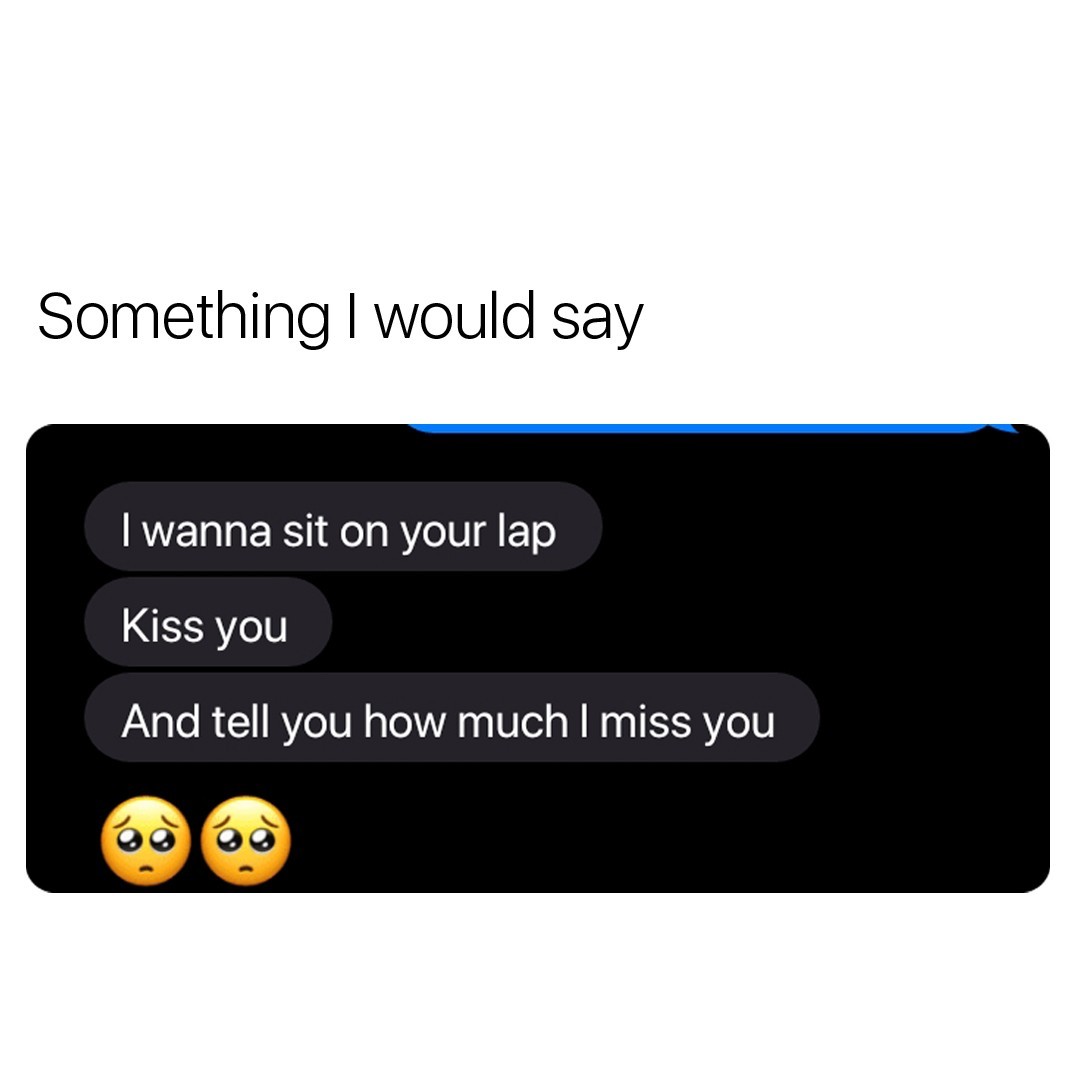 Something I would say
I wanna sit on your lap
Kiss you
And tell you how much I miss you
🥺🥺